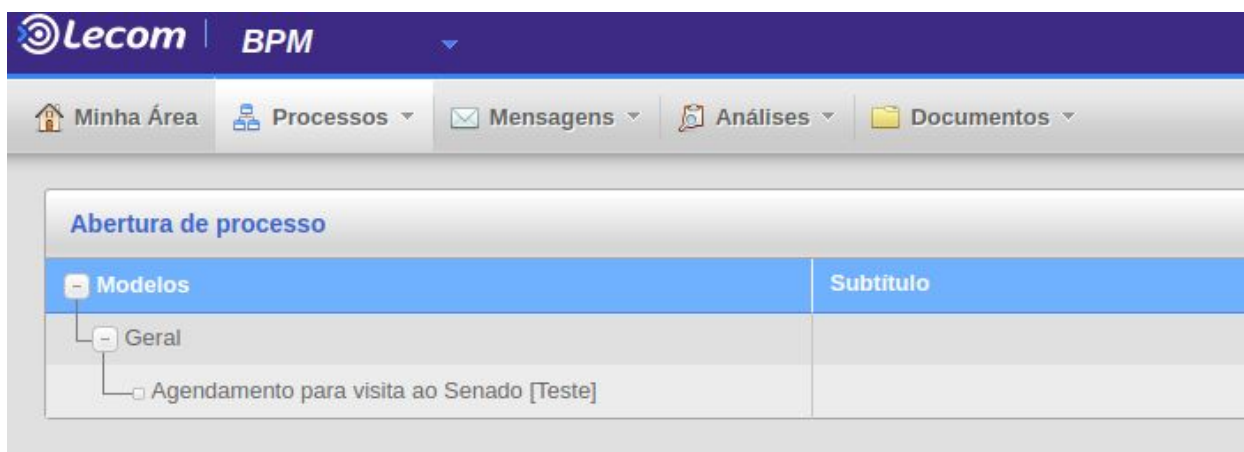 Lecom BPM
Minha Área Processos Mensagens Análises Documentos
Abertura de processo
Modelos Subtítulo
Geral
Agendamento para visita ao Senado [Teste]